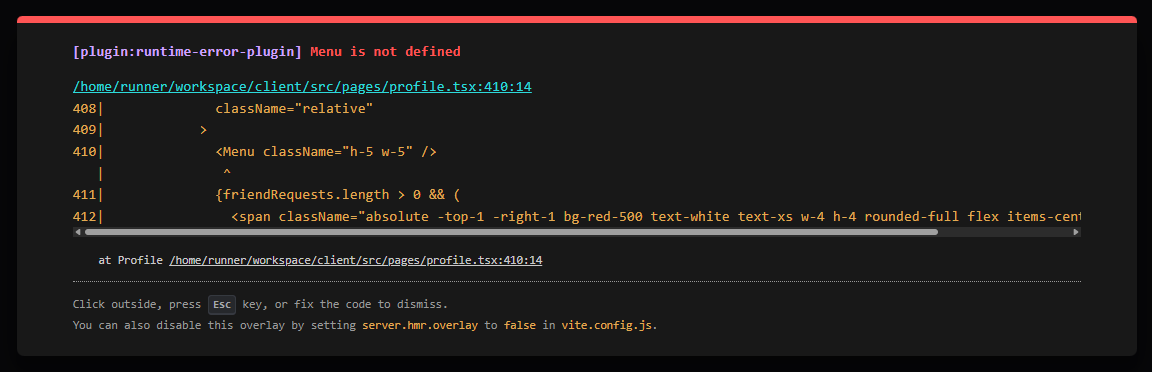 [plugin:runtime-error-plugin] Menu is not defined
/home/runner/workspace/client/src/pages/profile.tsx:410:14
408|              className="relative"
409|            >
410|              <Menu className="h-5 w-5" />
   |               ^
411|              {friendRequests.length > 0 && (
412|                <span className="absolute -top-1 -right-1 bg-red-500 text-white text-xs w-4 h-4 rounded-full flex items-cent
at Profile /home/runner/workspace/client/src/pages/profile.tsx:410:14
Click outside, press Esc key, or fix the code to dismiss.
You can also disable this overlay by setting server.hmr.overlay to false in vite.config.js.